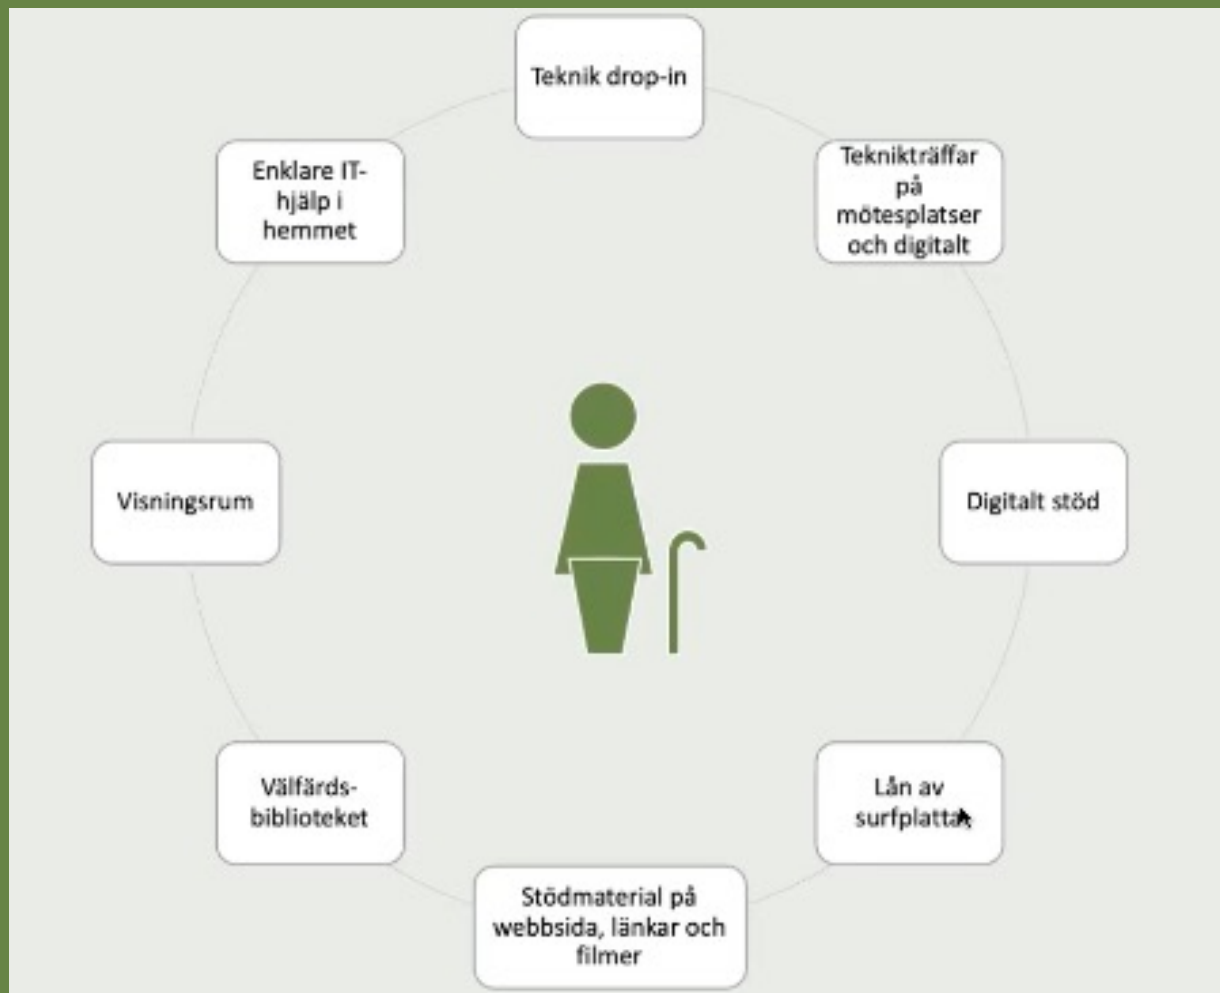 Teknik drop-in
Teknikträffar
på
mötesplatser
och digitalt
Digitalt stöd
Lån av
surfplatta
Stödmaterial på
webbsida, länkar och
filmer
Välfärds-
biblioteket
Visningsrum
Enklare IT-
hjälp i
hemmet